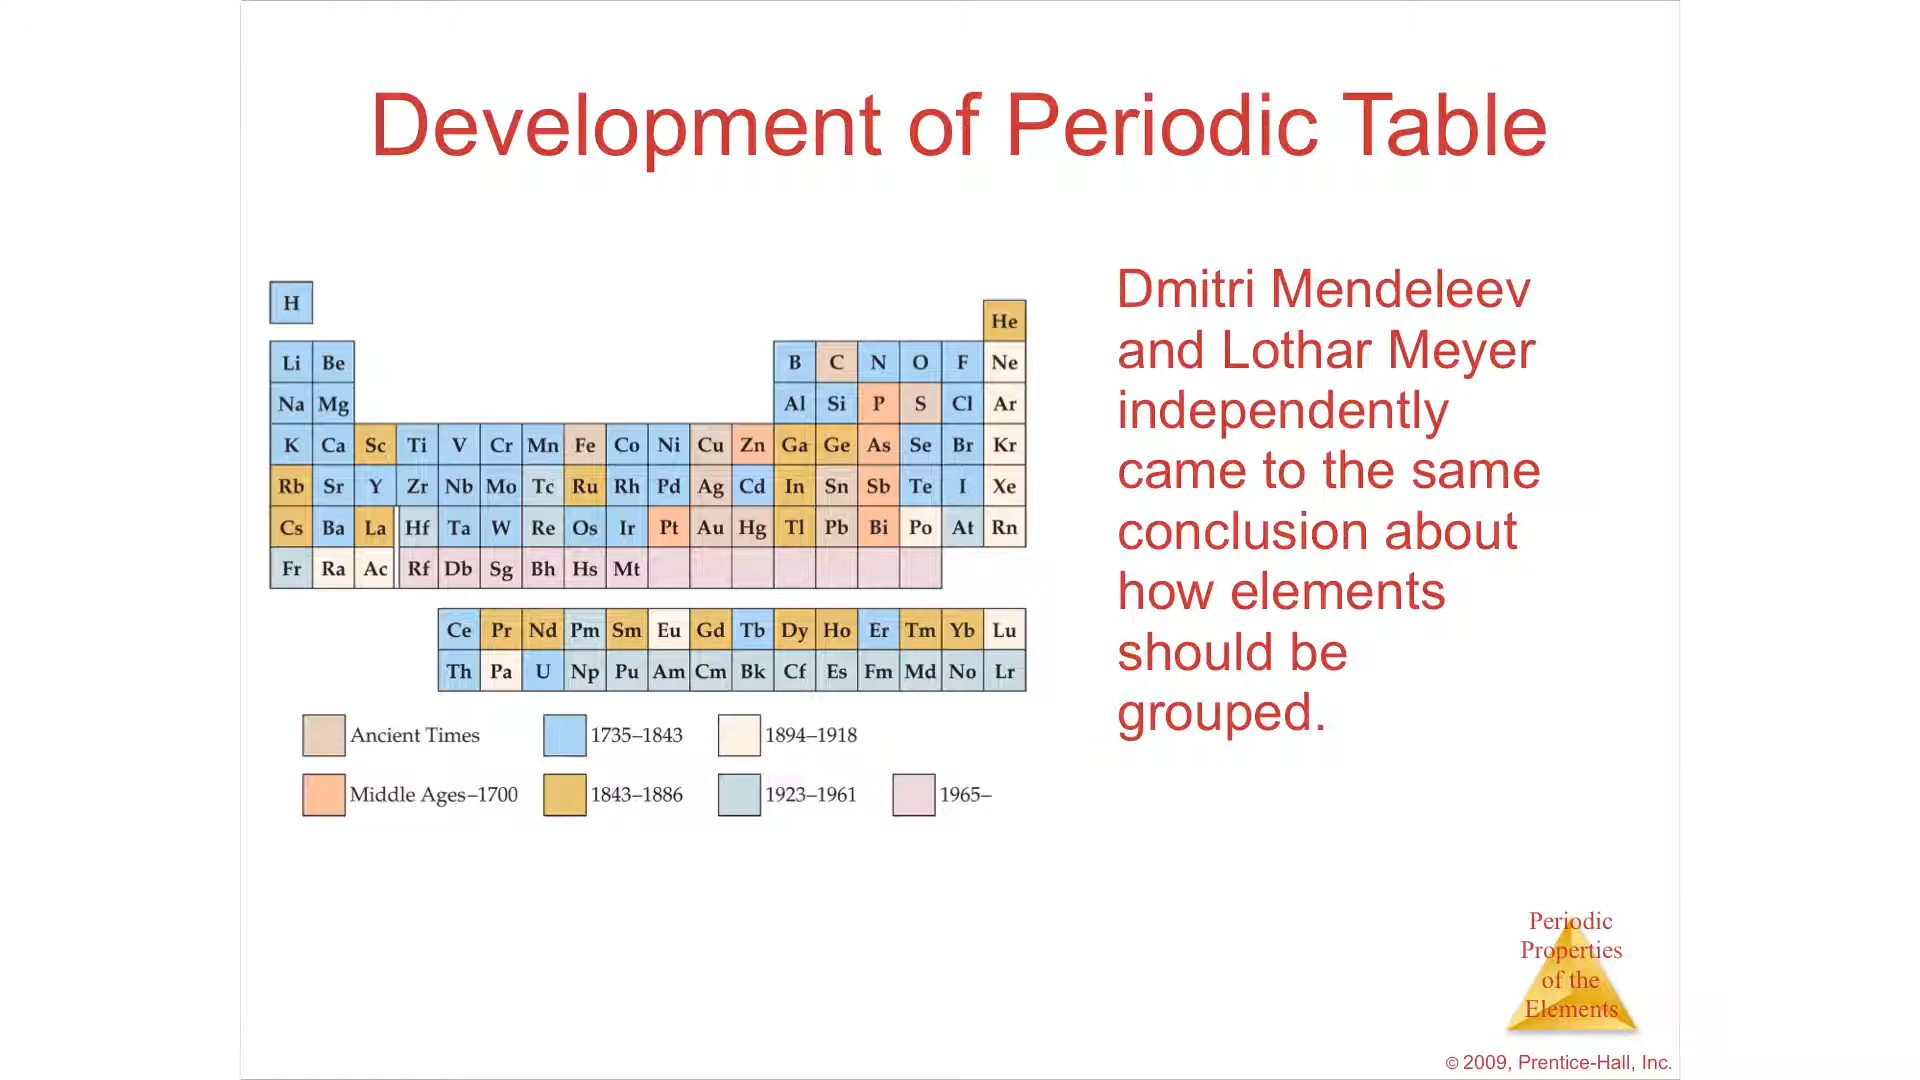 Development of Periodic Table
H
He
Li Be B C N O F Ne
Na Mg Al Si P S Cl Ar
K Ca Sc Ti V Cr Mn Fe Co Ni Cu Zn Ga Ge As Se Br Kr
Rb Sr Y Zr Nb Mo Tc Ru Rh Pd Ag Cd In Sn Sb Te I Xe
Cs Ba La Hf Ta W Re Os Ir Pt Au Hg Tl Pb Bi Po At Rn
Fr Ra Ac Rf Db Sg Bh Hs Mt
Ce Pr Nd Pm Sm Eu Gd Tb Dy Ho Er Tm Yb Lu
Th Pa U Np Pu Am Cm Bk Cf Es Fm Md No Lr
Ancient Times 1735–1843 1894–1918
Middle Ages–1700 1843–1886 1923–1961 1965–
Dmitri Mendeleev
and Lothar Meyer
independently
came to the same
conclusion about
how elements
should be
grouped.
Periodic
Properties
of the
Elements
© 2009, Prentice-Hall, Inc.